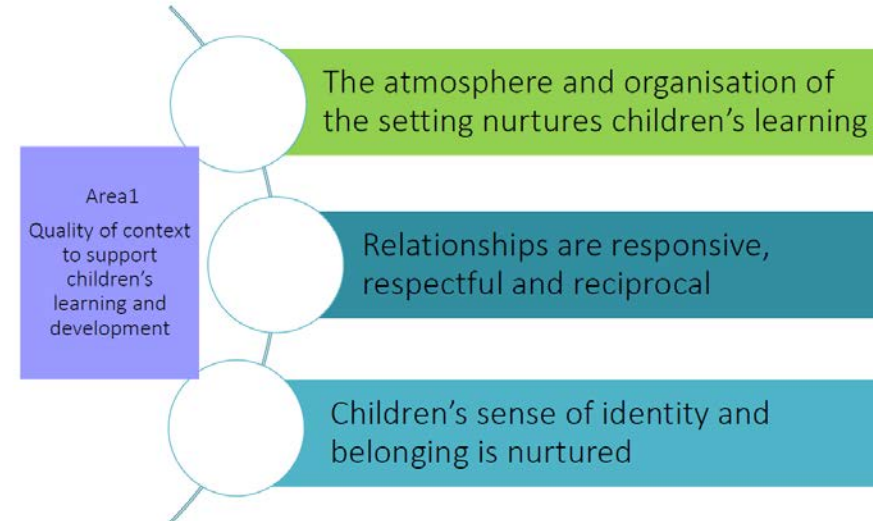 The atmosphere and organisation of
the setting nurtures children’s learning
Area1
Quality of context
to support
children’s
learning and
development
Relationships are responsive,
respectful and reciprocal
Children’s sense of identity and
belonging is nurtured